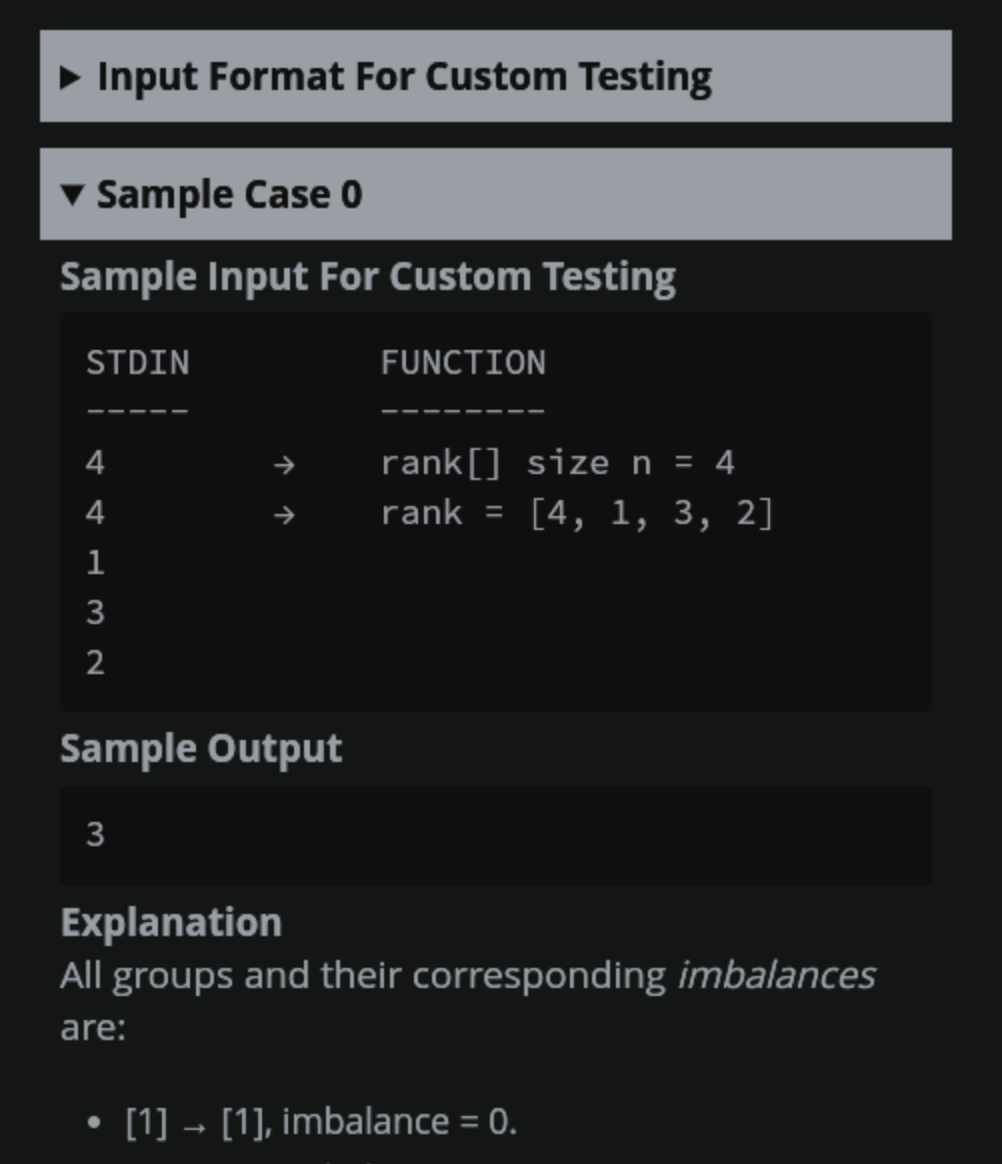 ▶ Input Format For Custom Testing
▼ Sample Case 0
Sample Input For Custom Testing
STDIN FUNCTION
----- --------
4 → rank[] size n = 4
4 → rank = [4, 1, 3, 2]
1
3
2
Sample Output
3
Explanation
All groups and their corresponding imbalances
are:
• [1] → [1], imbalance = 0.